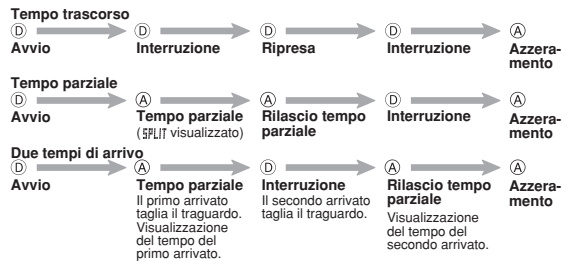 Tempo trascorso
Ⓓ Ⓓ Ⓓ Ⓓ Ⓐ
Avvio Interruzione Ripresa Interruzione Azzera-
mento
Tempo parziale
Ⓓ Ⓐ Ⓐ Ⓓ Ⓐ
Avvio Tempo parziale Rilascio tempo Interruzione Azzera-
(SPLIT visualizzato) parziale mento
Due tempi di arrivo
Ⓓ Ⓐ Ⓓ Ⓐ Ⓐ
Avvio Tempo parziale Interruzione Rilascio tempo Azzera-
Il primo arrivato Il secondo arrivato parziale mento
taglia il traguardo. taglia il traguardo. Visualizzazione
Visualizzazione del tempo del
del tempo del secondo arrivato.
primo arrivato.